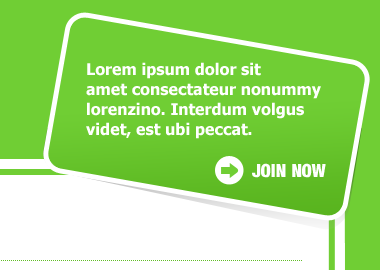 Lorem ipsum dolor sit
amet consectateur nonummy
lorenzino. Interdum volgus
videt, est ubi peccat.
JOIN NOW